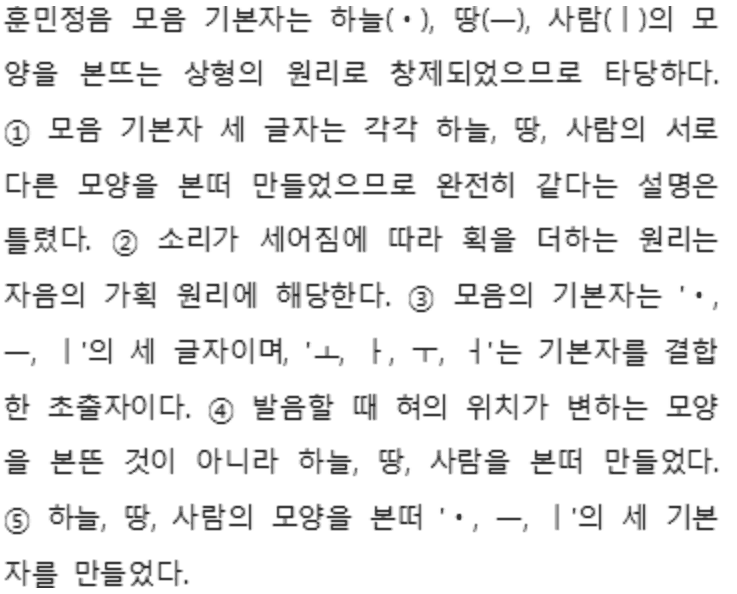 훈민정음 모음 기본자는 하늘(•), 땅(—), 사람(ㅣ)의 모
양을 본뜨는 상형의 원리로 창제되었으므로 타당하다.
① 모음 기본자 세 글자는 각각 하늘, 땅, 사람의 서로
다른 모양을 본떠 만들었으므로 완전히 같다는 설명은
틀렸다. ② 소리가 세어짐에 따라 획을 더하는 원리는
자음의 가획 원리에 해당한다. ③ 모음의 기본자는 '•,
—, ㅣ'의 세 글자이며, 'ㅗ, ㅏ, ㅜ, ㅓ'는 기본자를 결합
한 초출자이다. ④ 발음할 때 혀의 위치가 변하는 모양
을 본뜬 것이 아니라 하늘, 땅, 사람을 본떠 만들었다.
⑤ 하늘, 땅, 사람의 모양을 본떠 '•, —, ㅣ'의 세 기본
자를 만들었다.